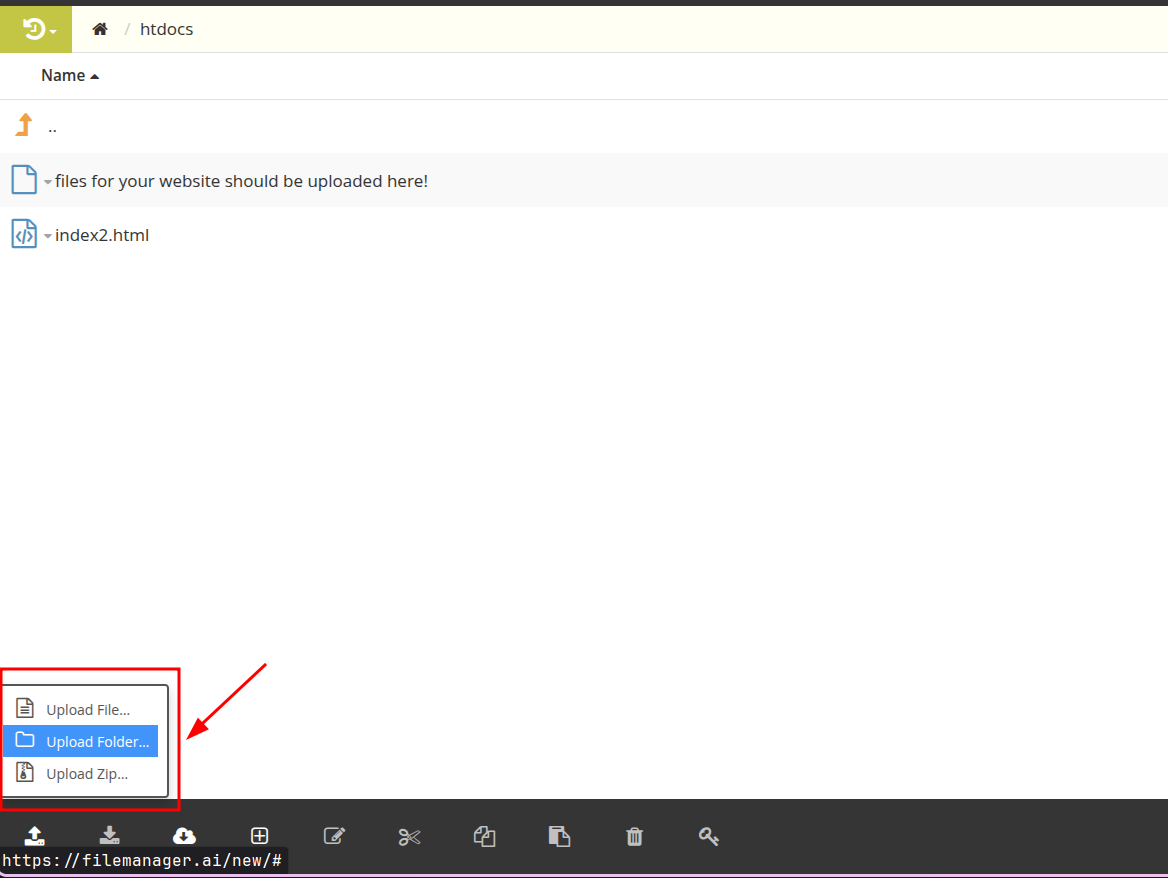 / htdocs
Name
..
files for your website should be uploaded here!
index2.html
Upload File...
Upload Folder...
Upload Zip...
https://filemanager.ai/new/#